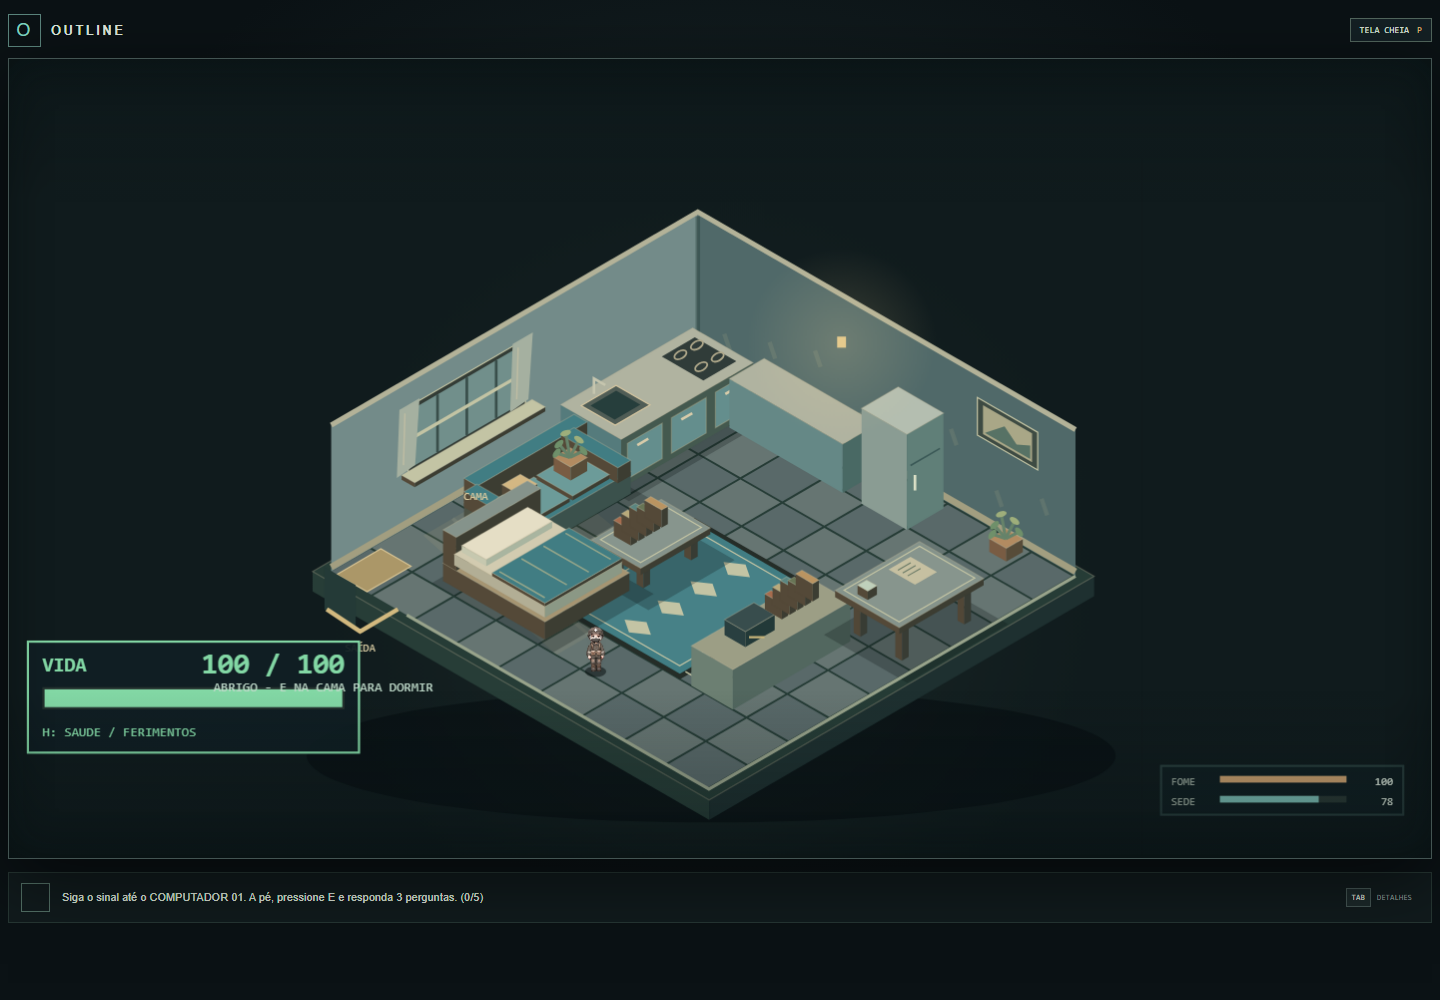 O OUTLINE
TELA CHEIA P
CAMA
VIDA 100 / 100
ABRIGO - E NA CAMA PARA DORMIR
H: SAUDE / FERIMENTOS
FOME 100
SEDE 78
Siga o sinal até o COMPUTADOR 01. A pé, pressione E e responda 3 perguntas. (0/5)
TAB DETALHES